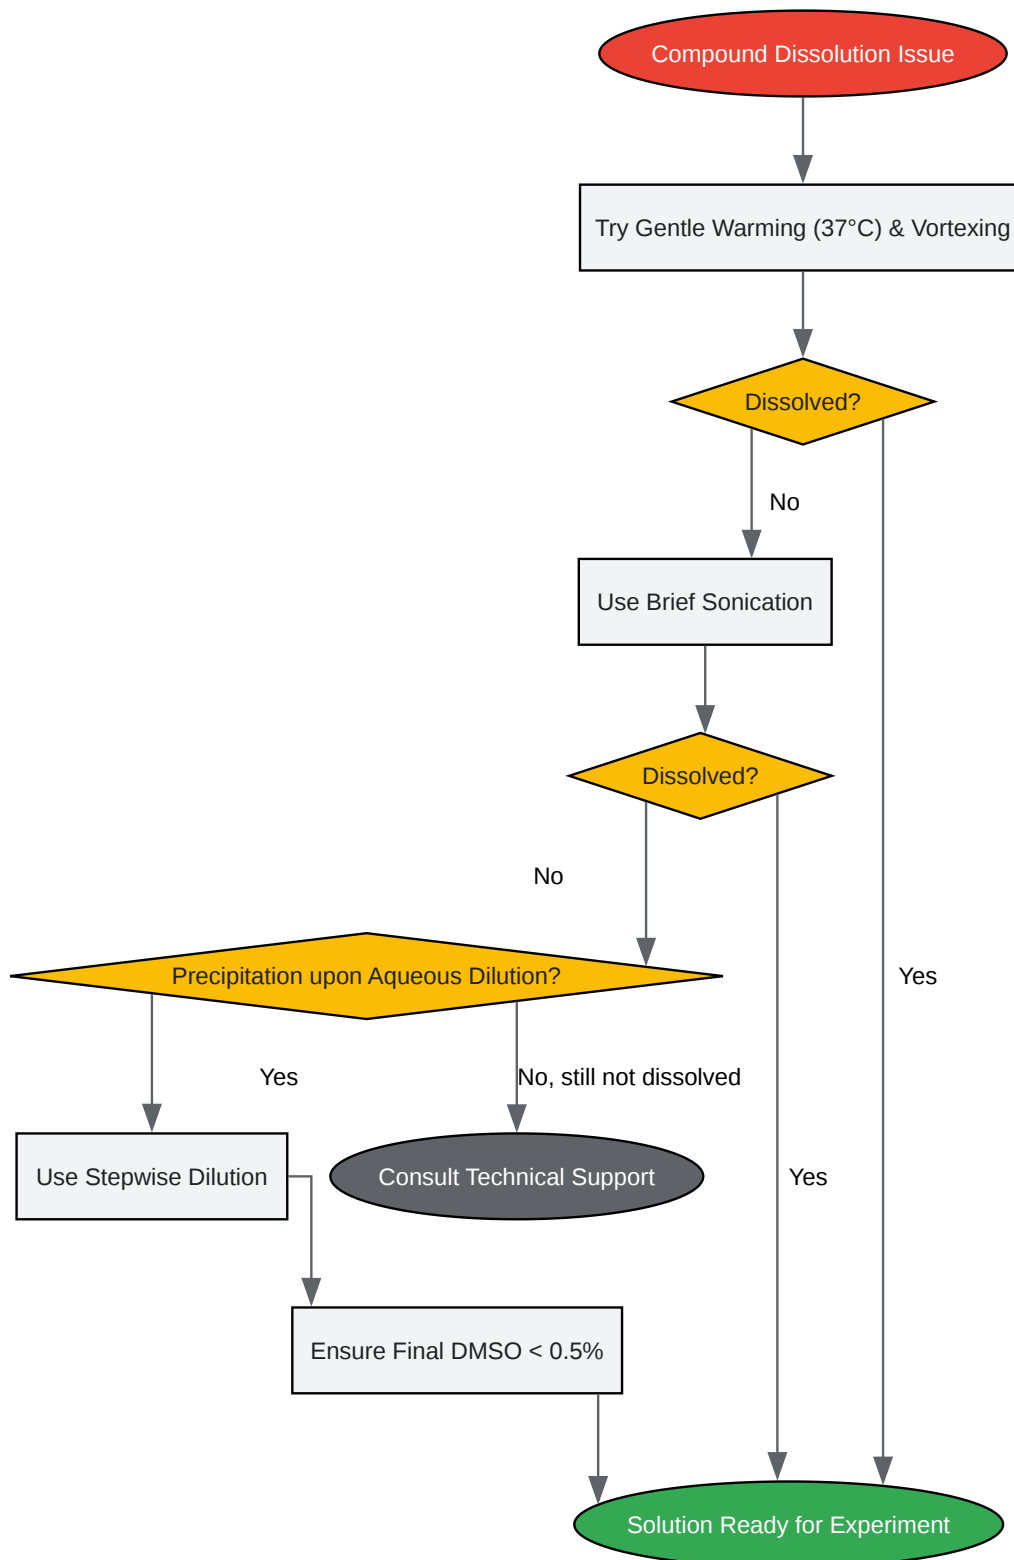 Compound Dissolution Issue
Try Gentle Warming (37°C) & Vortexing
Dissolved?
No
Use Brief Sonication
Dissolved?
No
Precipitation upon Aqueous Dilution?
Yes
Yes
No, still not dissolved
Use Stepwise Dilution
Consult Technical Support
Yes
Ensure Final DMSO < 0.5%
Solution Ready for Experiment